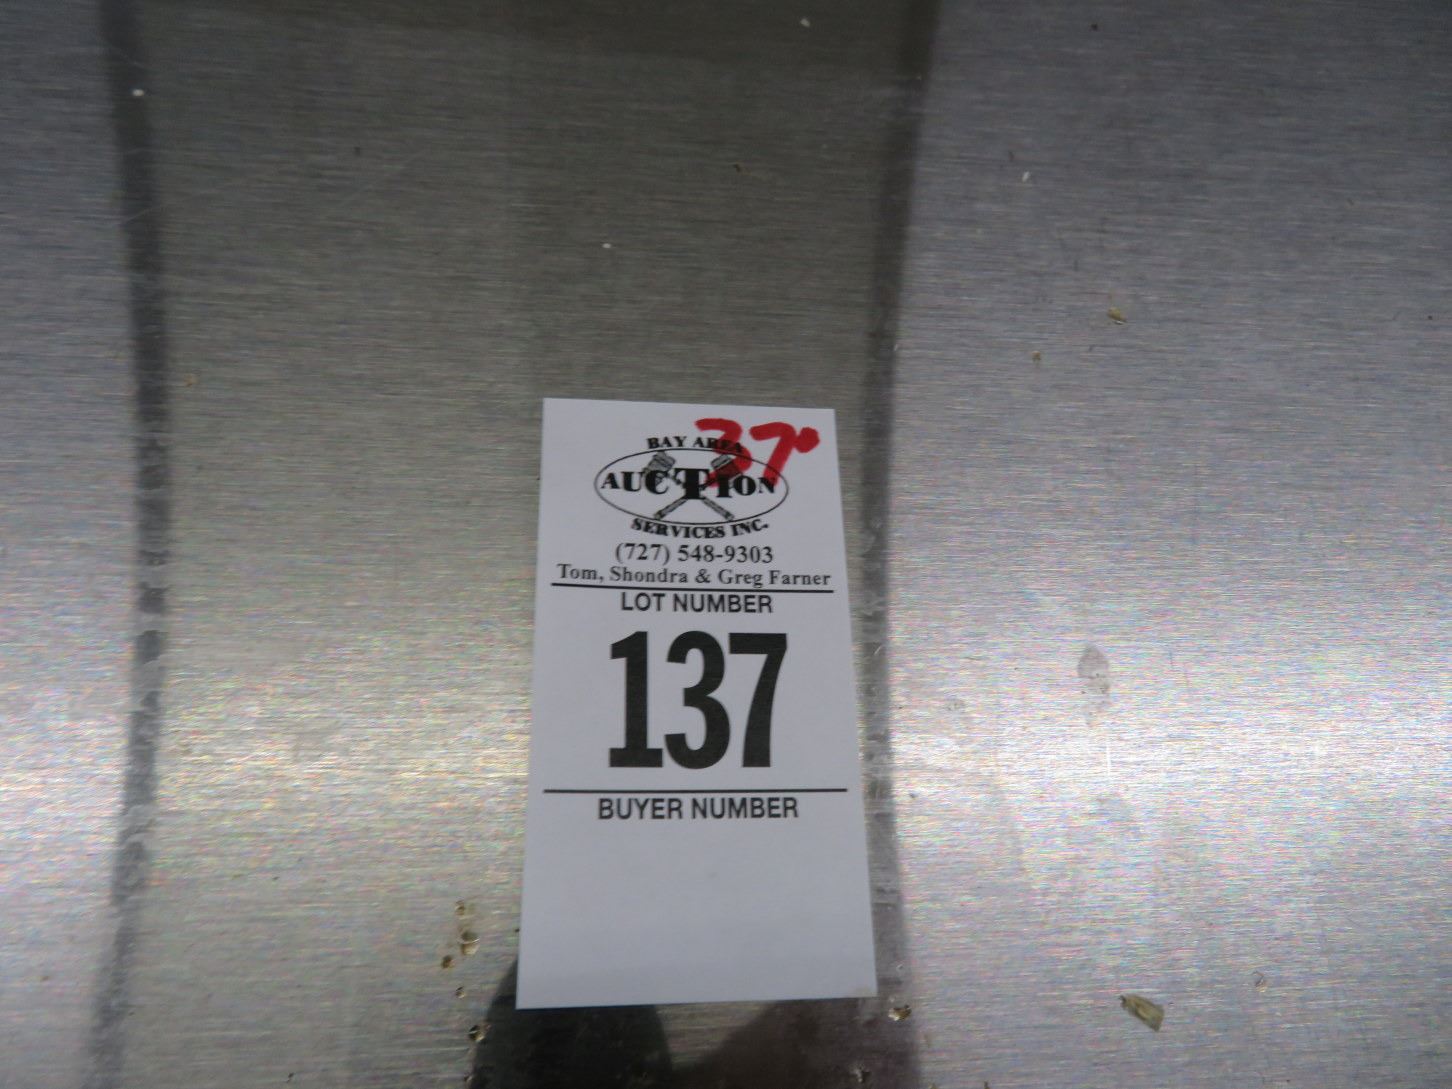 37°
BAY AREA
AUCTION
SERVICES INC.
(727) 548-9303
Tom, Shondra & Greg Farner
LOT NUMBER
137
BUYER NUMBER